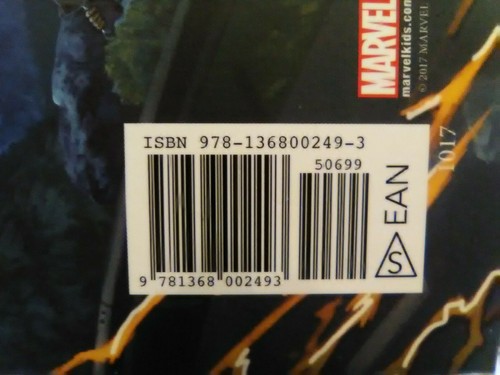 MARVEL
marvelkids.com
© 2017 MARVEL
ISBN 978-136800249-3
50699
9 781368 002493
S EAN
1017